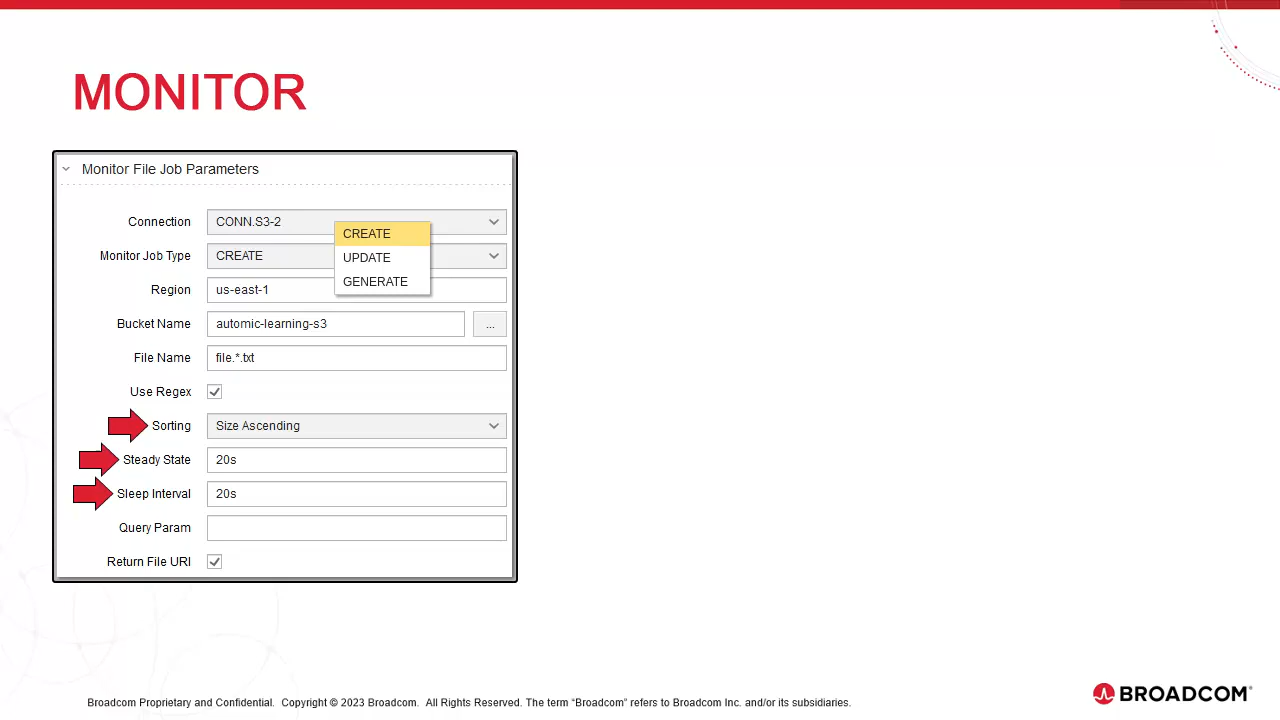 MONITOR
Monitor File Job Parameters
Connection CONN.S3-2
CREATE
Monitor Job Type CREATE
UPDATE
GENERATE
Region us-east-1
Bucket Name automic-learning-s3 ...
File Name file.*.txt
Use Regex
Sorting Size Ascending
Steady State 20s
Sleep Interval 20s
Query Param
Return File URI
Broadcom Proprietary and Confidential. Copyright © 2023 Broadcom. All Rights Reserved. The term “Broadcom” refers to Broadcom Inc. and/or its subsidiaries.
BROADCOM®